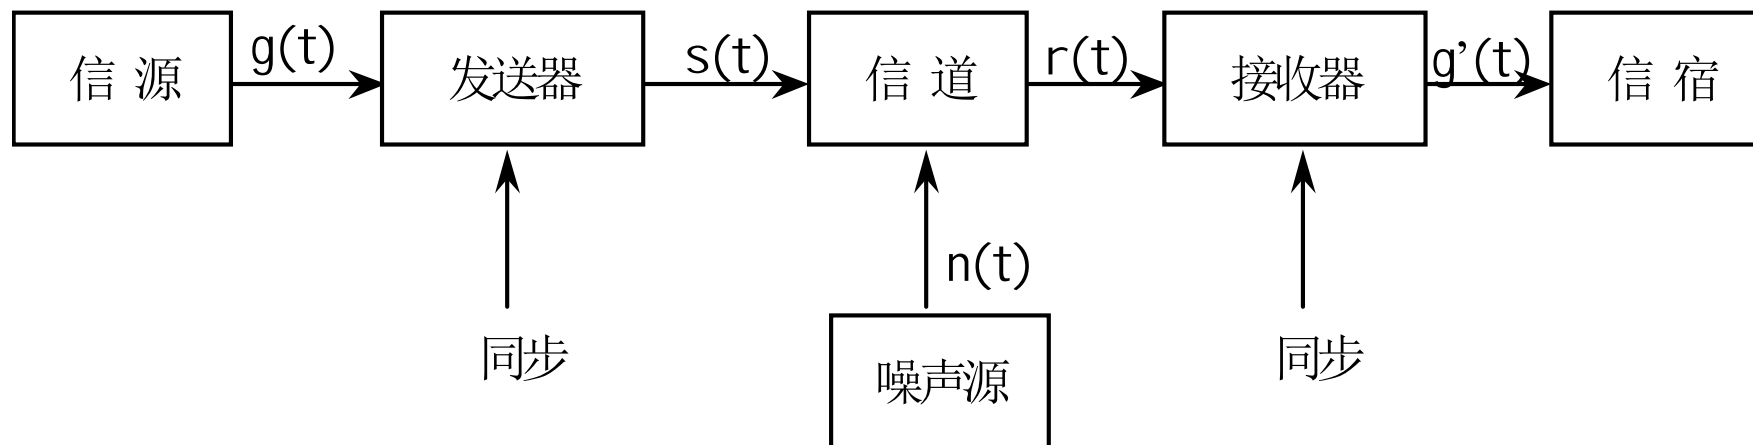 信源 g(t) 发送器 s(t) 信道 r(t) 接收器 g'(t) 信宿
n(t)
同步 噪声源 同步